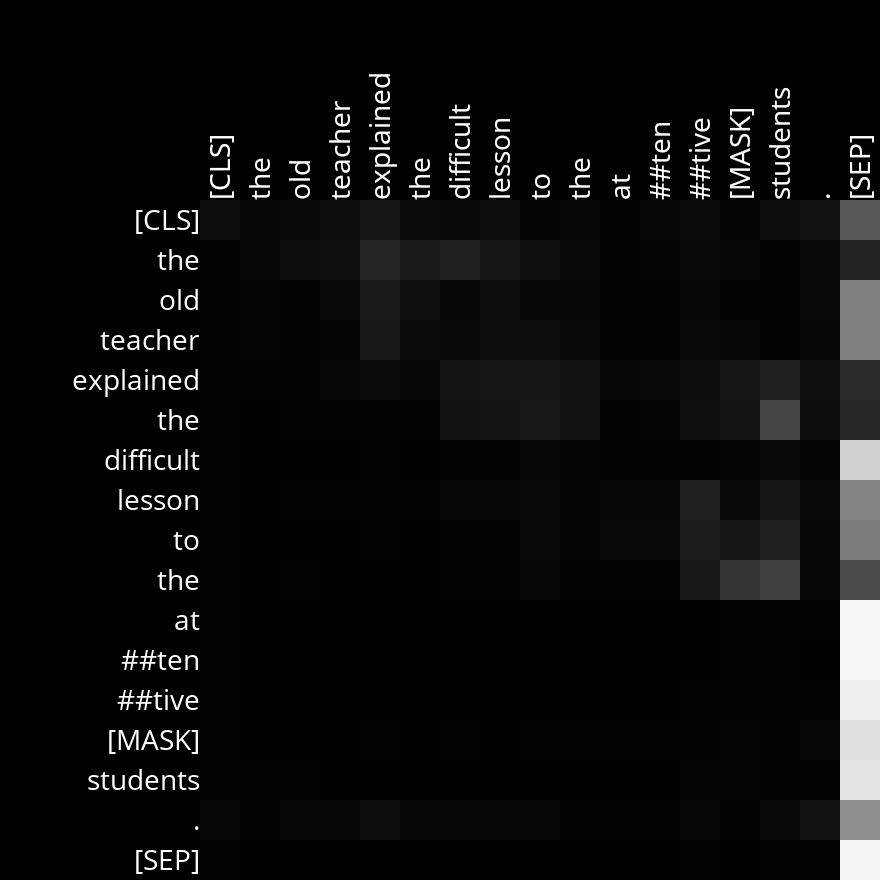 [CLS] the old teacher explained the difficult lesson to the at ##ten ##tive [MASK] students . [SEP]
[CLS]
the
old
teacher
explained
the
difficult
lesson
to
the
at
##ten
##tive
[MASK]
students
.
[SEP]